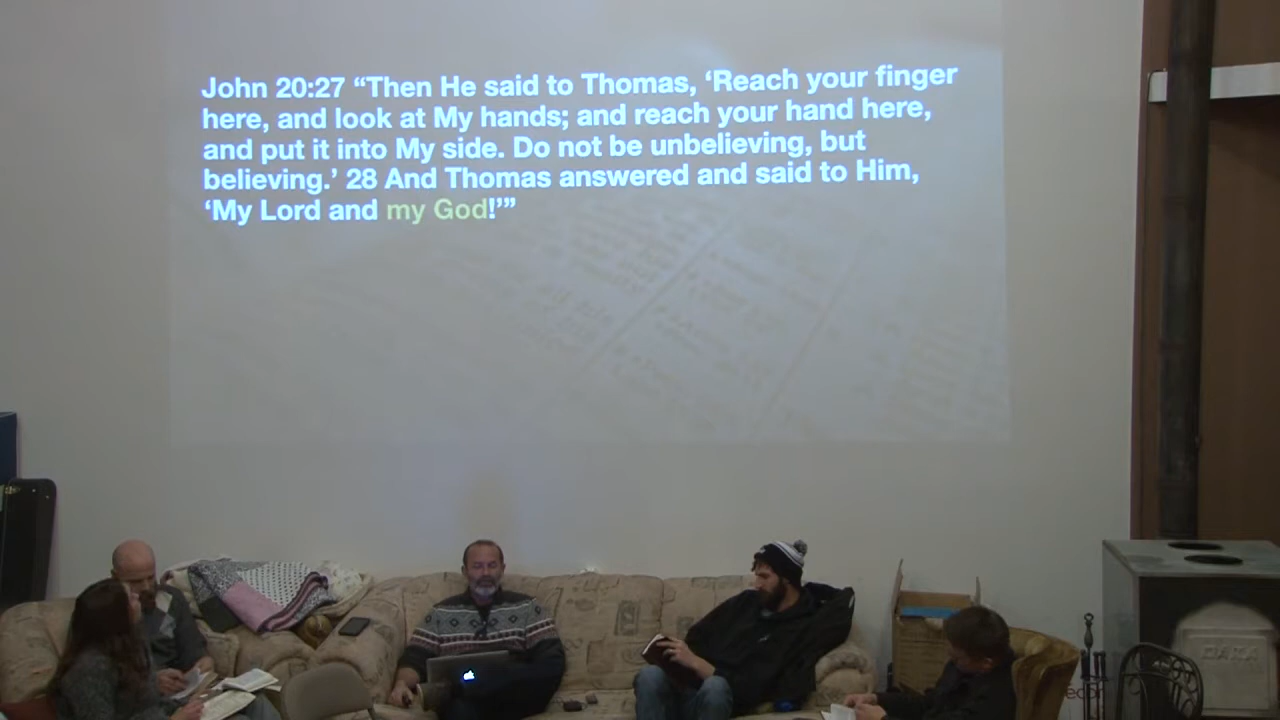 John 20:27 “Then He said to Thomas, ‘Reach your finger
here, and look at My hands; and reach your hand here,
and put it into My side. Do not be unbelieving, but
believing.’ 28 And Thomas answered and said to Him,
‘My Lord and my God!’”
DAKA